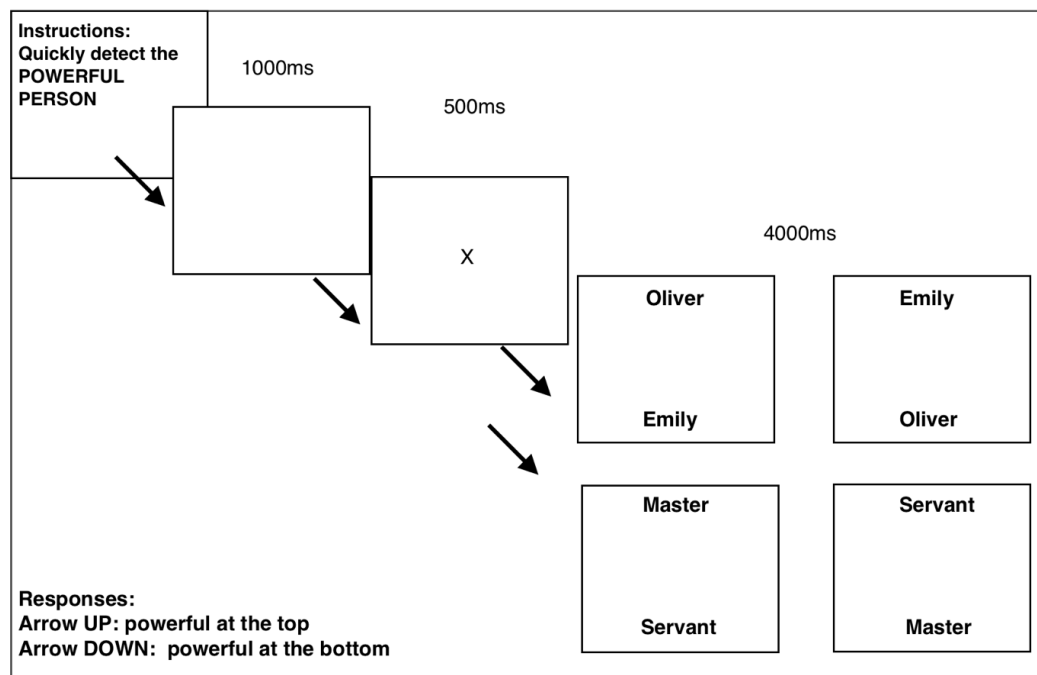 Instructions:
Quickly detect the
POWERFUL
PERSON
1000ms
500ms
X
4000ms
Oliver
Emily
Emily
Oliver
Master
Servant
Servant
Master
Responses:
Arrow UP: powerful at the top
Arrow DOWN:  powerful at the bottom